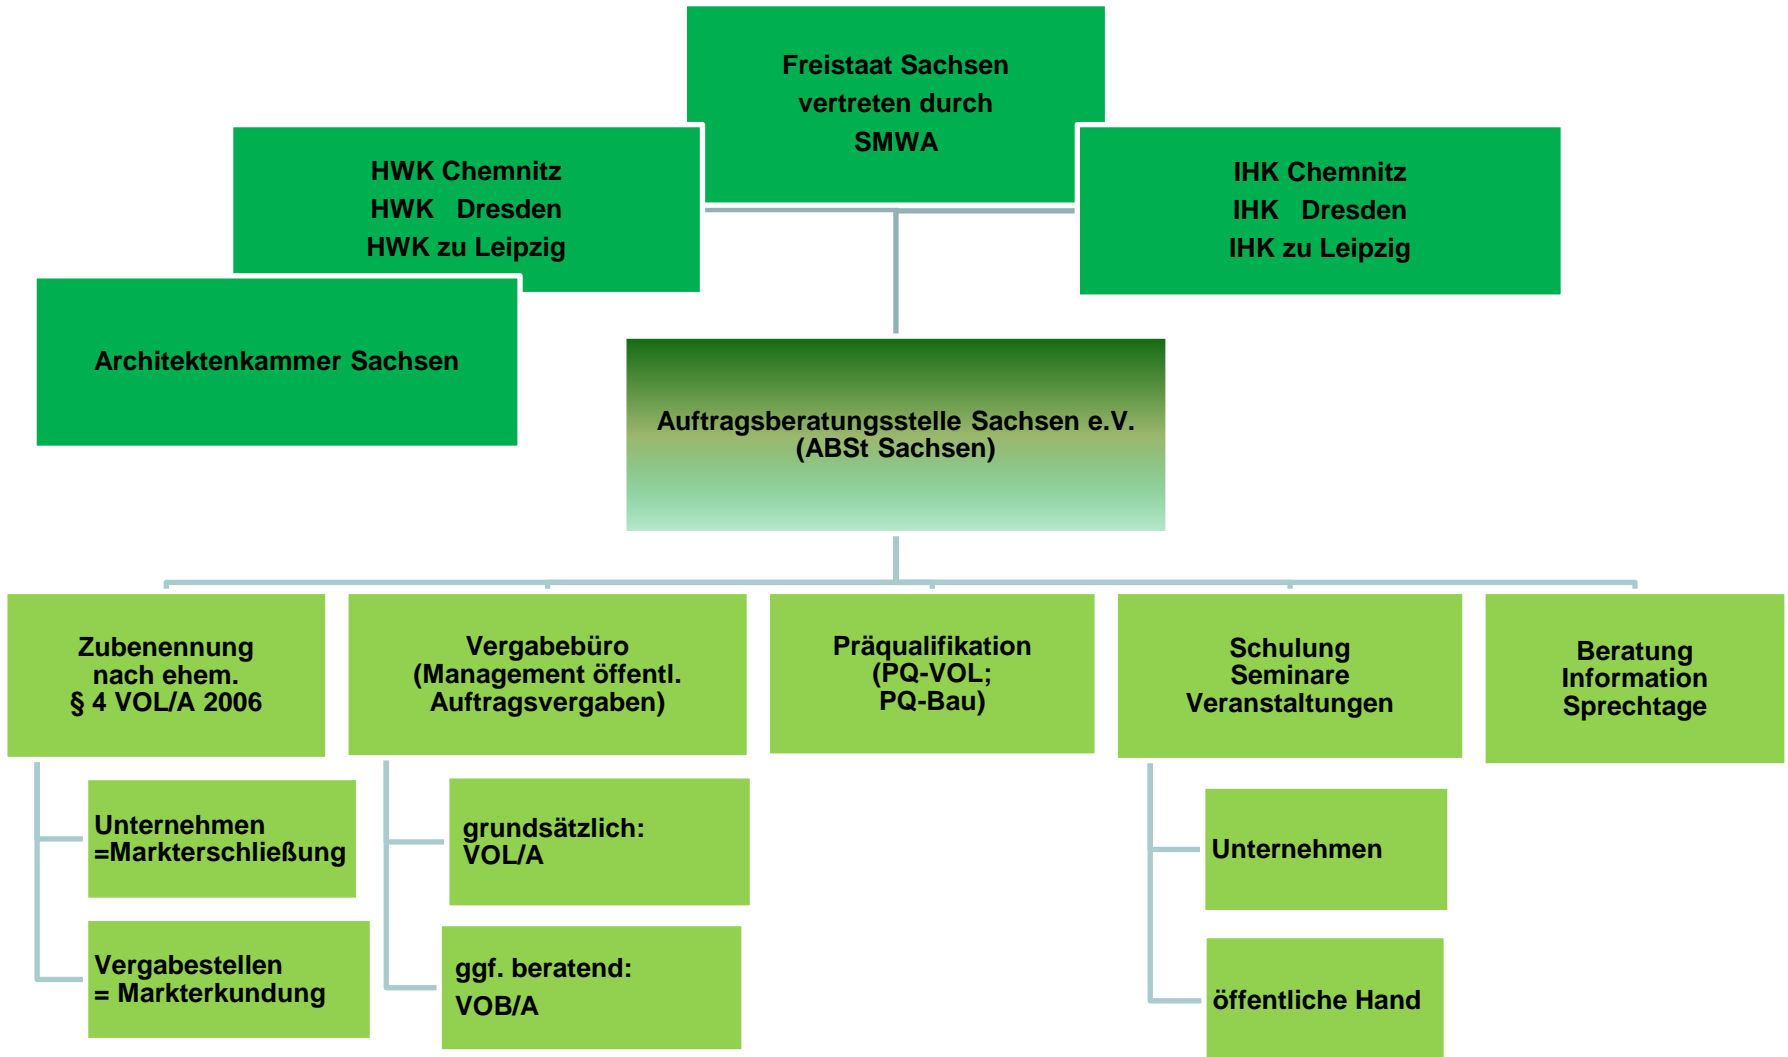 Freistaat Sachsen
vertreten durch
SMWA
HWK Chemnitz
HWK Dresden
HWK zu Leipzig
IHK Chemnitz
IHK Dresden
IHK zu Leipzig
Architektenkammer Sachsen
Auftragsberatungsstelle Sachsen e.V.
(ABSt Sachsen)
Zubenennung
nach ehem.
§ 4 VOL/A 2006
Vergabebüro
(Management öffentl.
Auftragsvergaben)
Präqualifikation
(PQ-VOL;
PQ-Bau)
Schulung
Seminare
Veranstaltungen
Beratung
Information
Sprechtage
Unternehmen
=Markterschließung
Vergabestellen
= Markterkundung
grundsätzlich:
VOL/A
ggf. beratend:
VOB/A
Unternehmen
öffentliche Hand